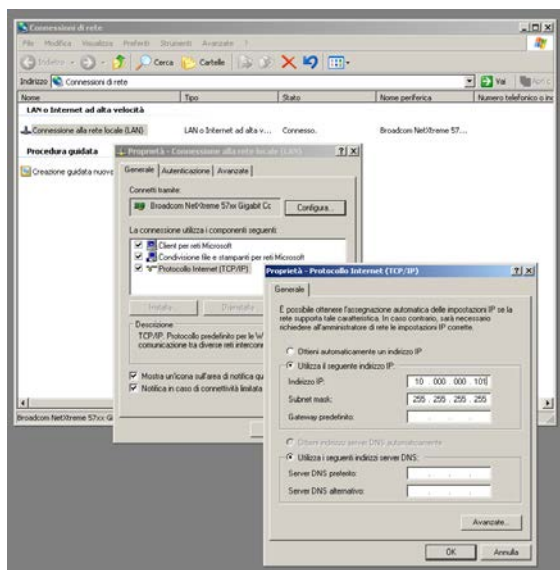 Connessioni di rete
File Modifica Visualizza Preferiti Strumenti Avanzate ?
Indietro Cerca Cartelle
Indirizzo Connessioni di rete Vai
Nome Tipo Stato Nome periferica Numero telefonico o
LAN o Internet ad alta velocità
Connessione alla rete locale (LAN) LAN o Internet ad alta v... Connesso. Broadcom NetXtreme 57...
Procedura guidata
Creazione guidata
Proprietà - Connessione alla rete locale (LAN)
Generale Autenticazione Avanzate
Connetti tramite:
Broadcom NetXtreme 57xx Gigabit Cc Configura...
La connessione utilizza i componenti seguenti:
Client per reti Microsoft
Condivisione file e stampanti per reti Microsoft
Protocollo Internet (TCP/IP)
Installa... Disinstalla
Descrizione
TCP/IP. Protocollo predefinito per le W
comunicazione tra diverse reti
Mostra un'icona sull'area di notifica
Notifica in caso di connettività limitata
Broadcom NetXtreme 57xx
Proprietà - Protocollo Internet (TCP/IP)
Generale
È possibile ottenere l'assegnazione automatica delle impostazioni IP se la
rete supporta tale caratteristica. In caso contrario, sarà necessario
richiedere all'amministratore di rete le impostazioni IP corrette.
Ottieni automaticamente un indirizzo IP
Utilizza il seguente indirizzo IP:
Indirizzo IP: 10 . 000 . 000 . 101
Subnet mask: 255 . 255 . 255 . 255
Gateway predefinito:
Ottieni indirizzo server DNS automaticamente
Utilizza i seguenti indirizzi server DNS:
Server DNS preferito:
Server DNS alternativo:
Avanzate...
OK Annulla